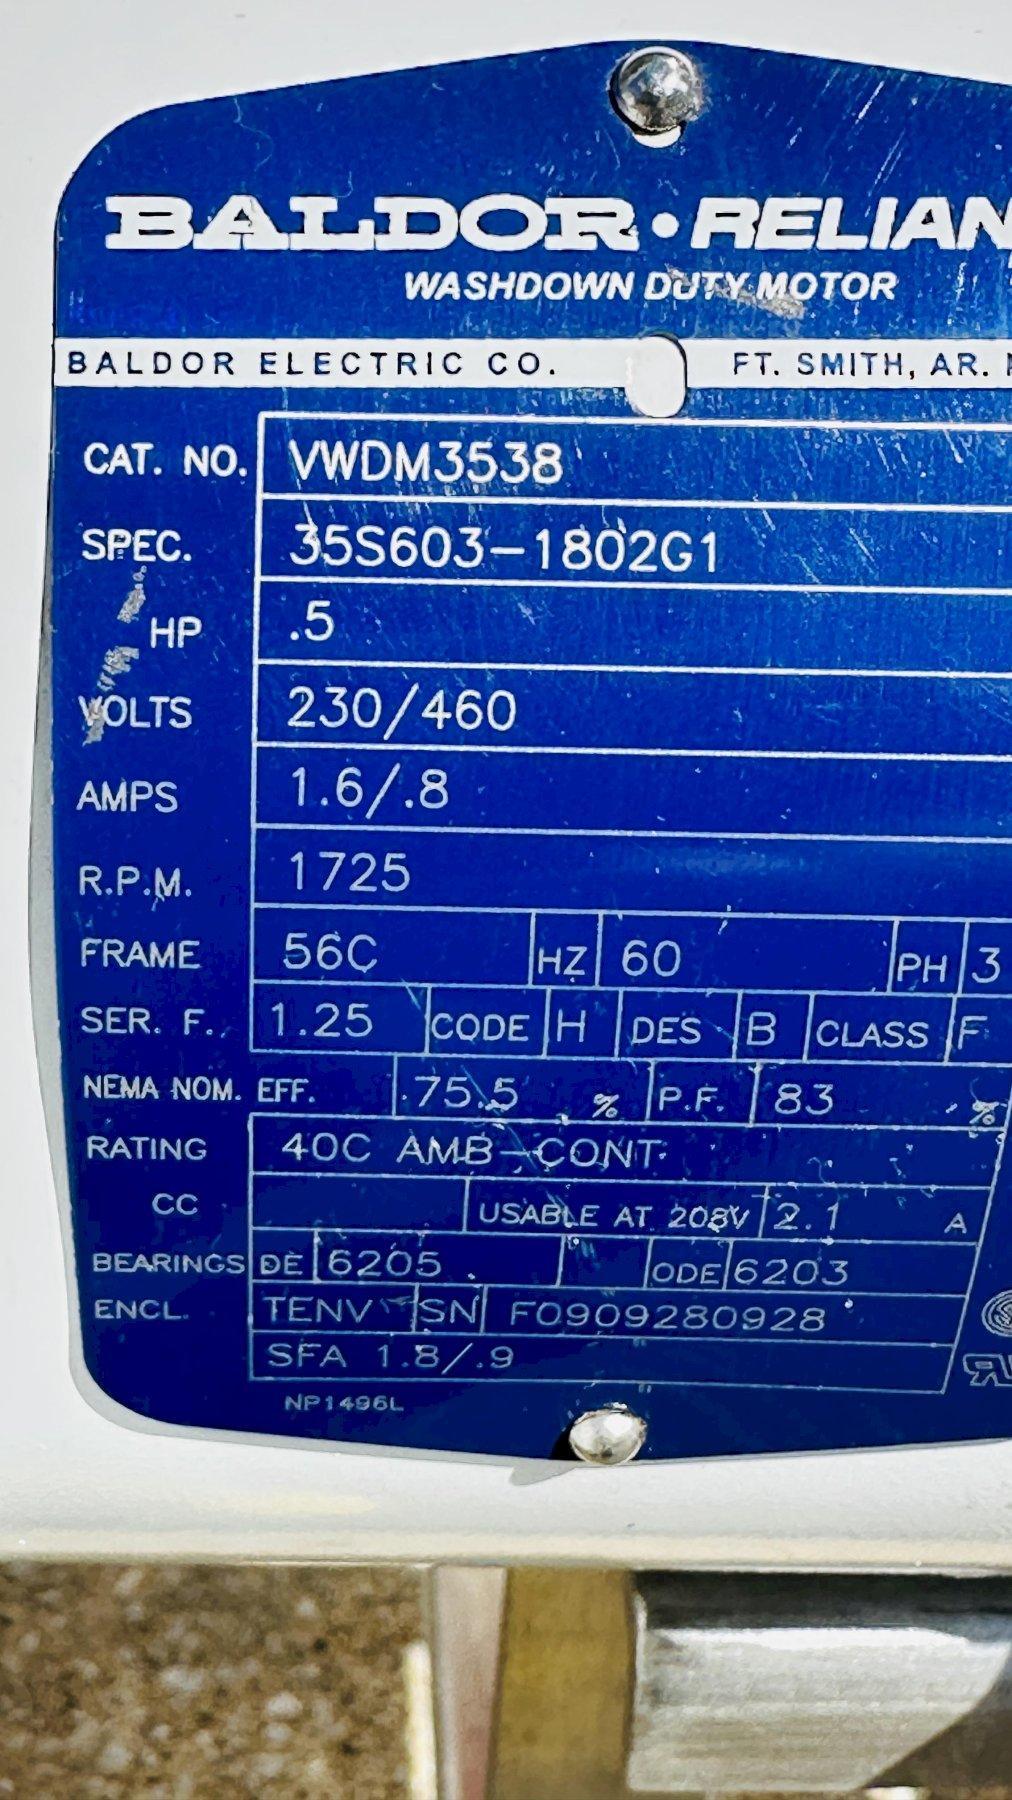 BALDOR • RELIAN
WASHDOWN DUTY MOTOR
BALDOR ELECTRIC CO. FT. SMITH, AR.
CAT. NO. VWDM3538
SPEC. 35S603-1802G1
HP .5
VOLTS 230/460
AMPS 1.6/.8
R.P.M. 1725
FRAME 56C HZ 60 PH 3
SER. F. 1.25 CODE H DES B CLASS F
NEMA NOM. EFF. 75.5 % P.F. 83 %
RATING 40C AMB-CONT
CC USABLE AT 208V 2.1 A
BEARINGS DE 6205 ODE 6203
ENCL. TENV SN F0909280928
SFA 1.8/.9
NP1496L